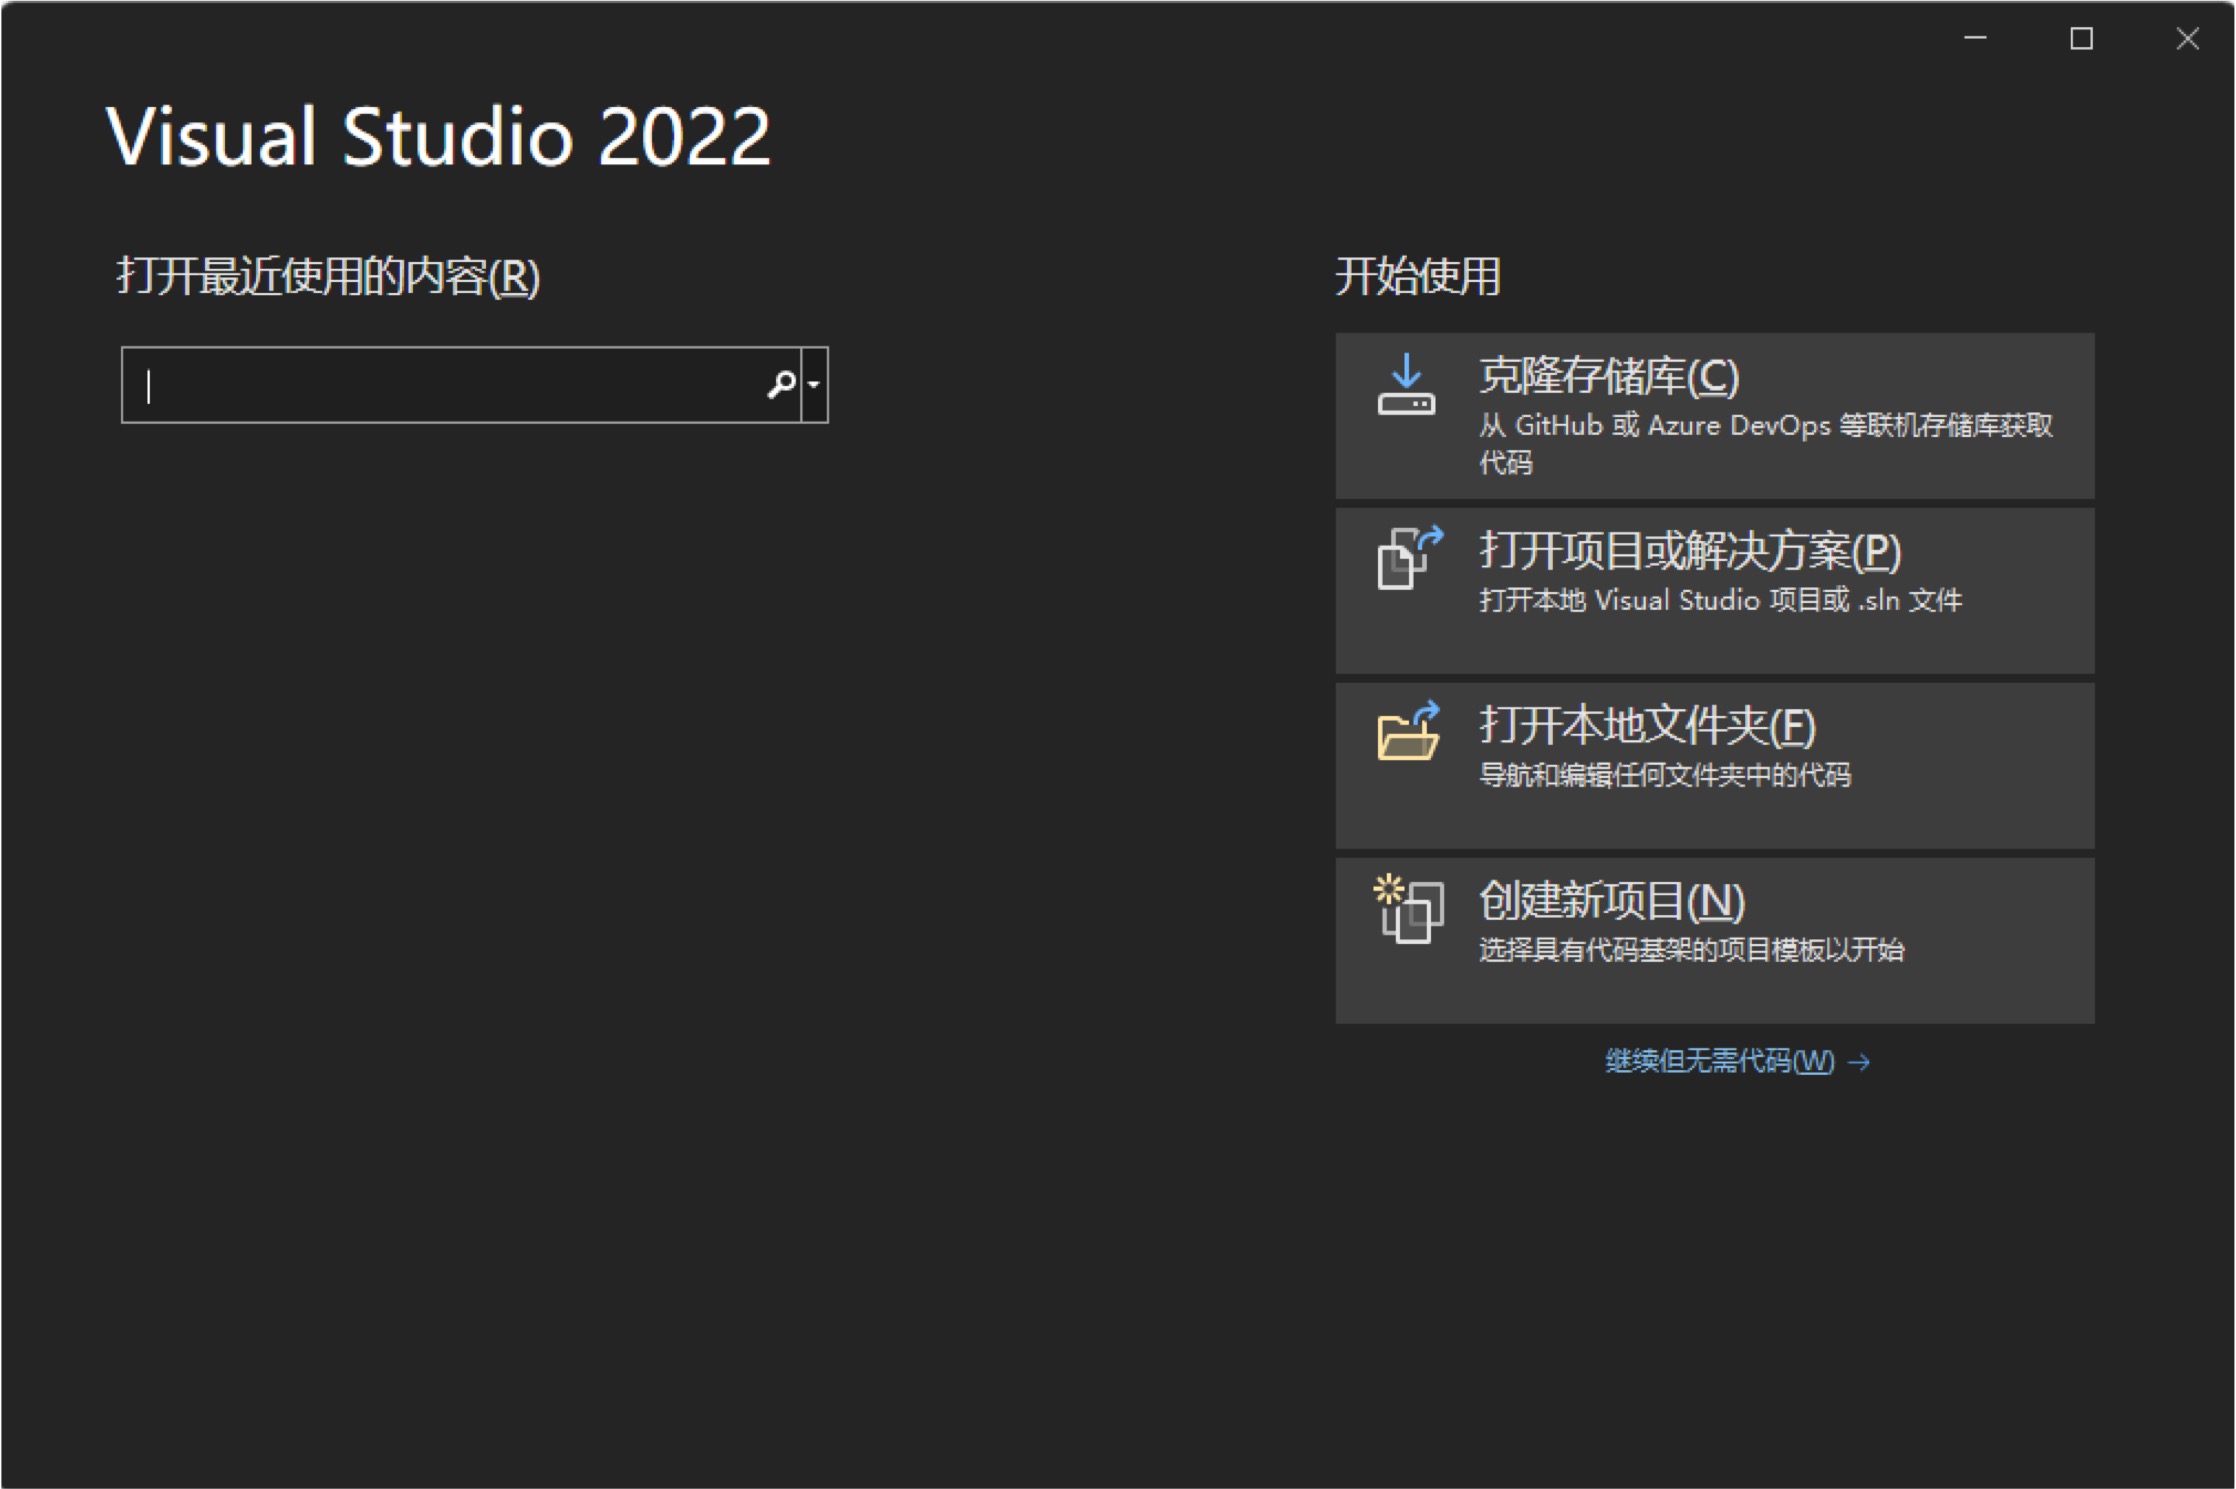 Visual Studio 2022
打开最近使用的内容(R)
开始使用
克隆存储库(C)
从 GitHub 或 Azure DevOps 等联机存储库获取
代码
打开项目或解决方案(P)
打开本地 Visual Studio 项目或 .sln 文件
打开本地文件夹(F)
导航和编辑任何文件夹中的代码
创建新项目(N)
选择具有代码基架的项目模板以开始
继续但无需代码(W) →